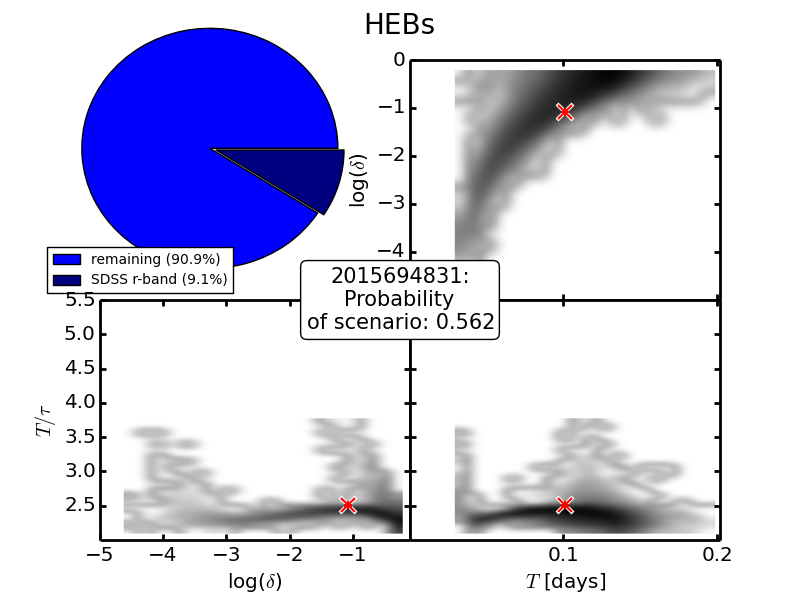 HEBs
remaining (90.9%)
SDSS r-band (9.1%)
log(δ)
0
−1
−2
−3
−4
2015694831:
Probability
of scenario: 0.562
T/τ
5.5
5.0
4.5
4.0
3.5
3.0
2.5
−5 −4 −3 −2 −1
0.1 0.2
log(δ)
T [days]